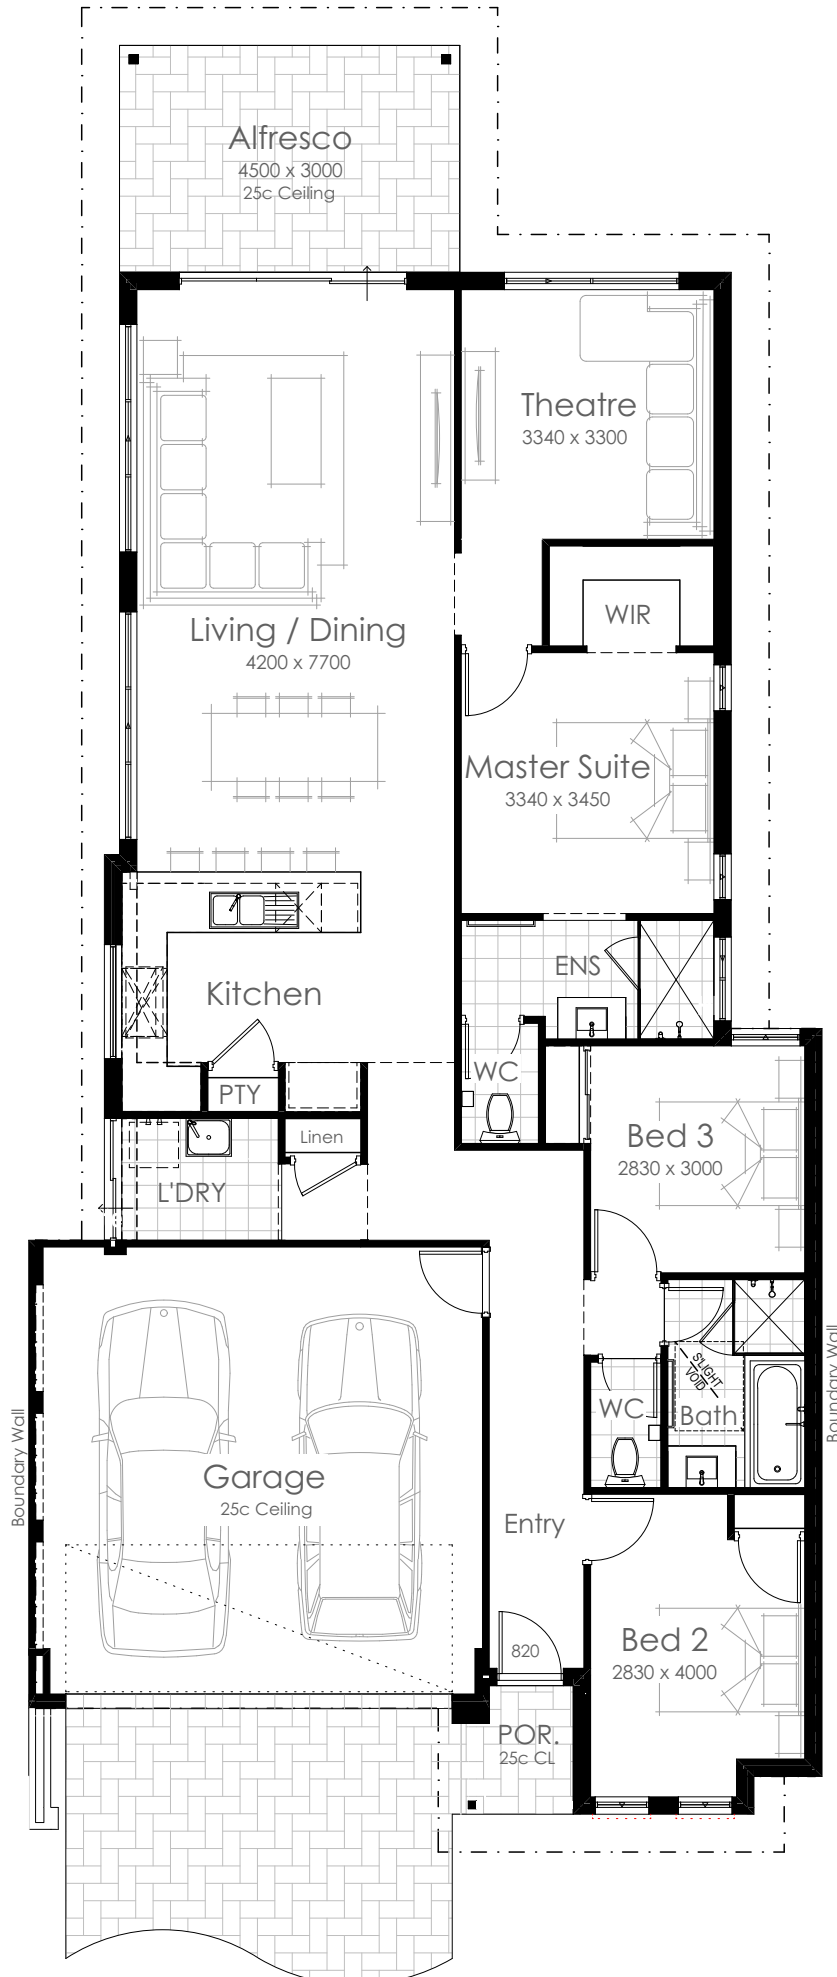 Alfresco
4500 x 3000
25c Ceiling
Theatre
3340 x 3300
WIR
Living / Dining
4200 x 7700
Master Suite
3340 x 3450
ENS
Kitchen
WC
PTY
Linen
L'DRY
Bed 3
2830 x 3000
S'LIGHT
VOID
WC
Bath
Boundary Wall
Boundary Wall
Garage
25c Ceiling
Entry
820
Bed 2
2830 x 4000
POR.
25c CL